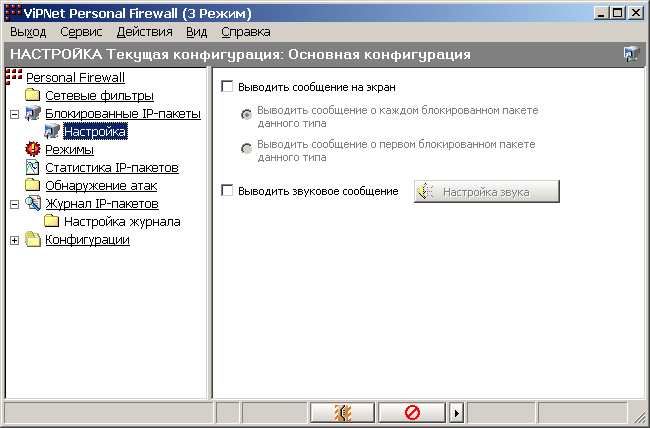 ViPNet Personal Firewall (3 Режим)
Выход Сервис Действия Вид Справка
НАСТРОЙКА Текущая конфигурация: Основная конфигурация
Personal Firewall
Сетевые фильтры
Блокированные IP-пакеты
Настройка
Режимы
Статистика IP-пакетов
Обнаружение атак
Журнал IP-пакетов
Настройка журнала
Конфигурации
Выводить сообщение на экран
Выводить сообщение о каждом блокированном пакете
данного типа
Выводить сообщение о первом блокированном пакете
данного типа
Выводить звуковое сообщение
Настройка звука